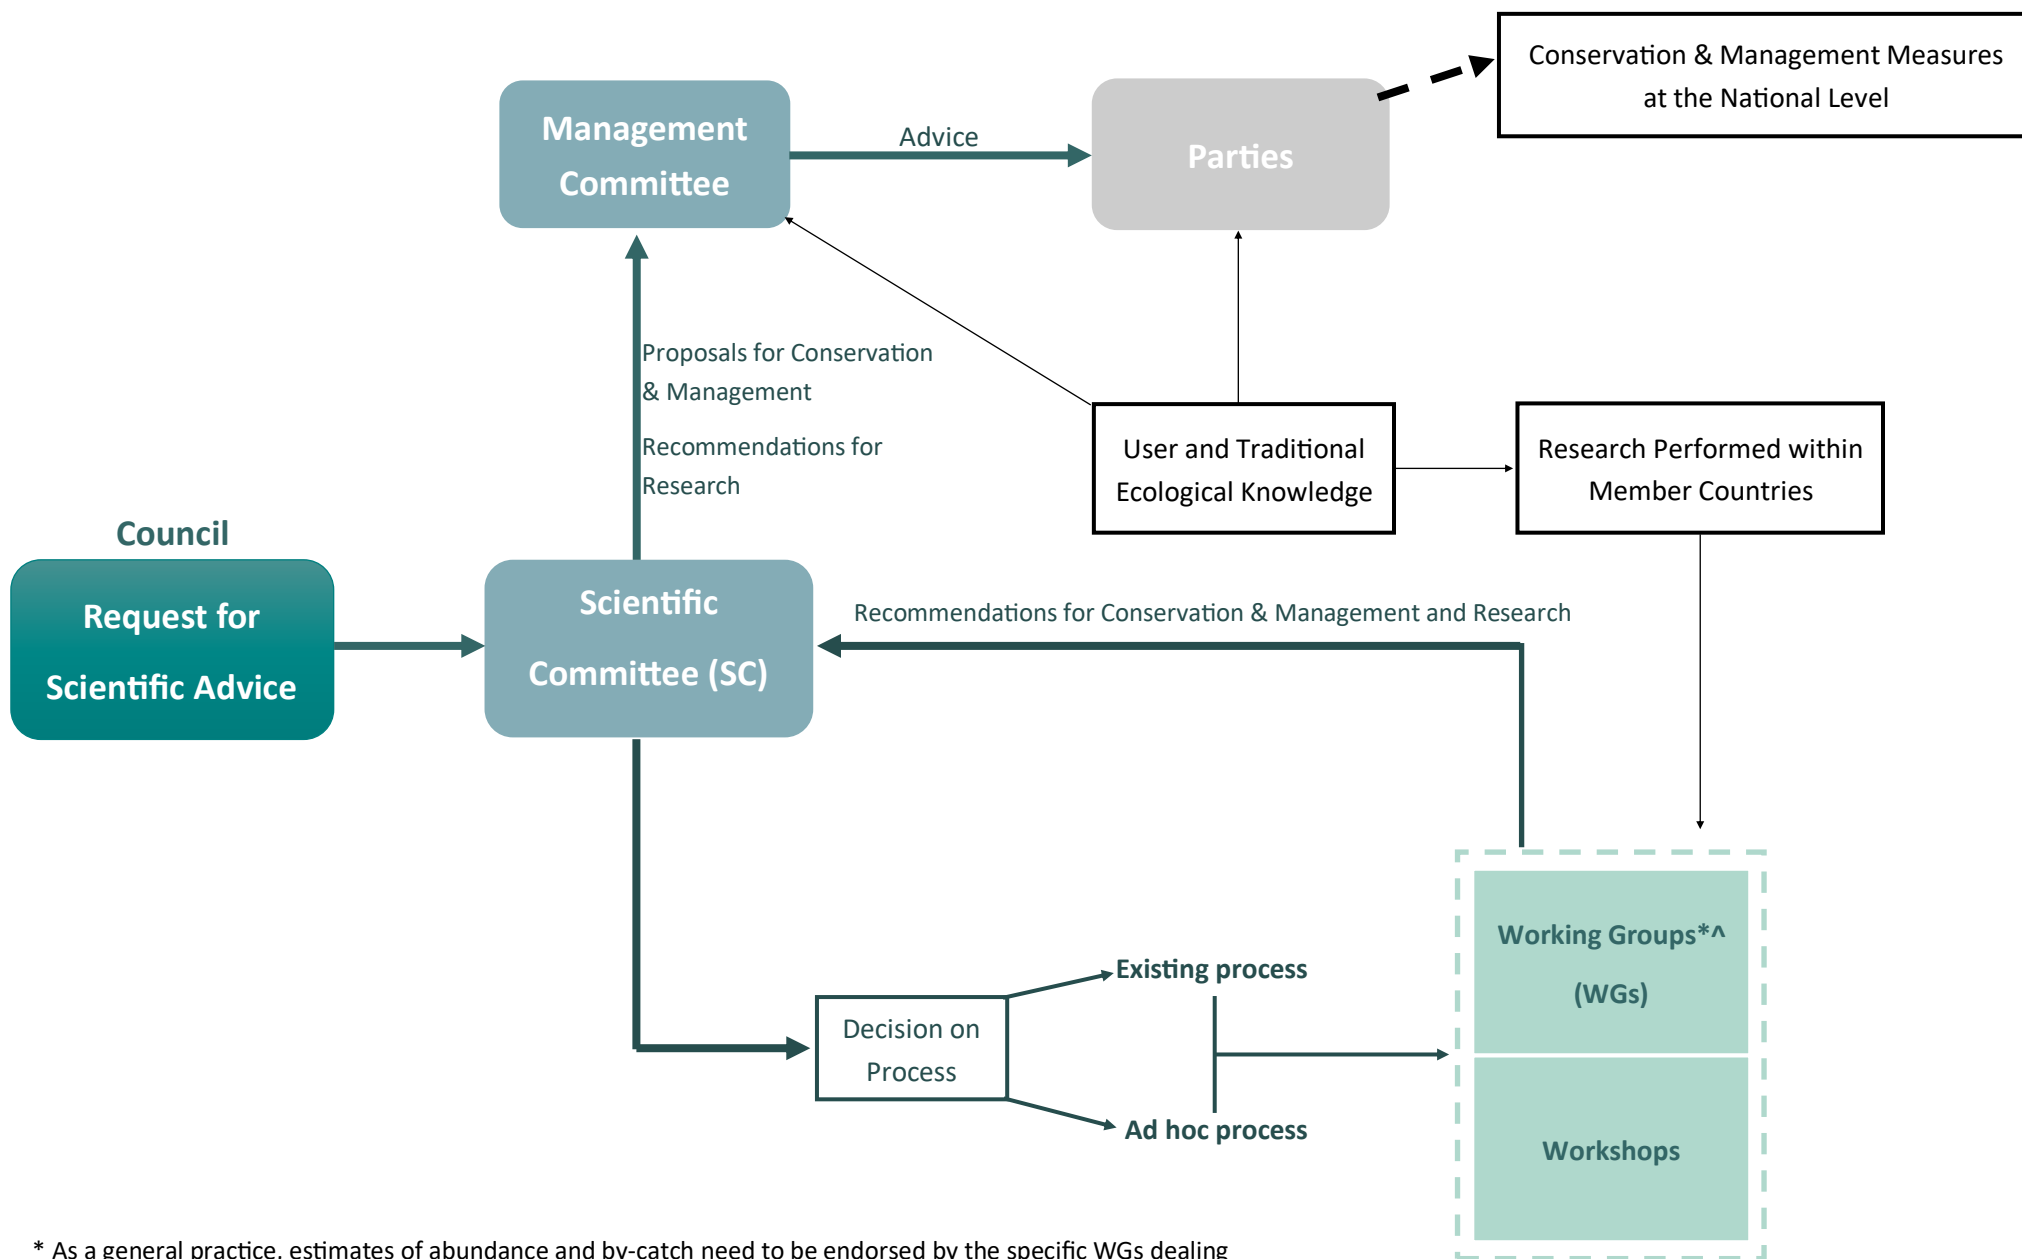 Conservation & Management Measures
at the National Level
Management
Committee
Advice
Parties
Proposals for Conservation
& Management
Recommendations for
Research
User and Traditional
Ecological Knowledge
Research Performed within
Member Countries
Council
Request for
Scientific Advice
Scientific
Committee (SC)
Recommendations for Conservation & Management and Research
Working Groups*^
(WGs)
Existing process
Decision on
Process
Ad hoc process
Workshops
* As a general practice, estimates of abundance and by-catch need to be endorsed by the specific WGs dealing